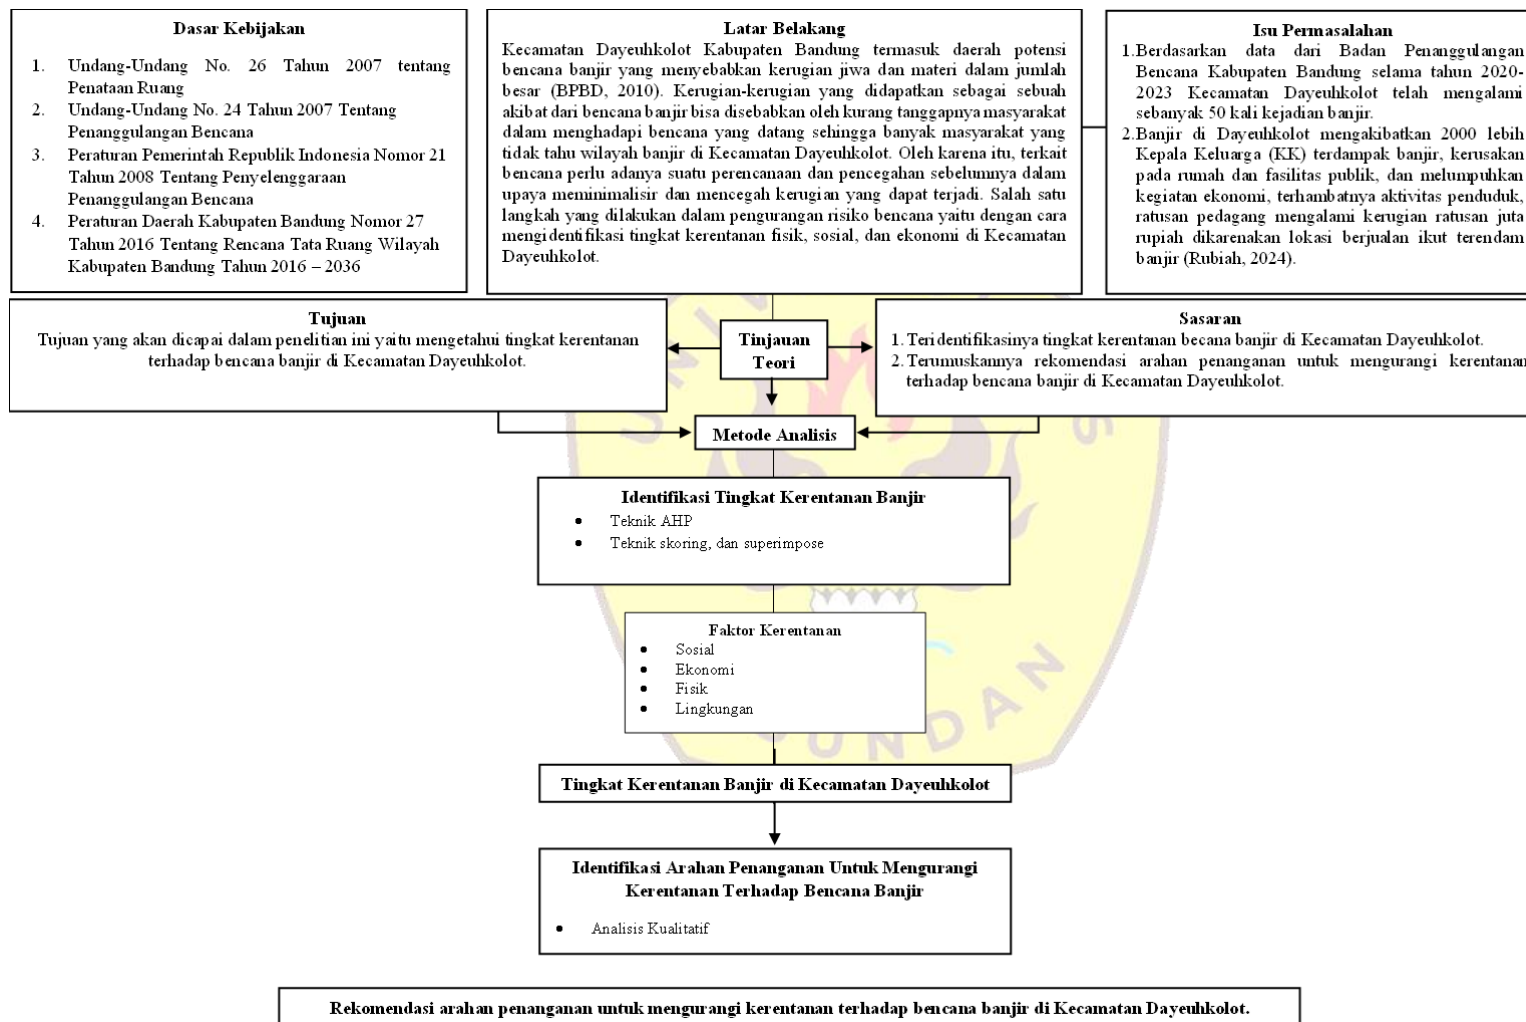 Dasar Kebijakan
1. Undang-Undang No. 26 Tahun 2007 tentang
Penataan Ruang
2. Undang-Undang No. 24 Tahun 2007 Tentang
Penanggulangan Bencana
3. Peraturan Pemerintah Republik Indonesia Nomor 21
Tahun 2008 Tentang Penyelenggaraan
Penanggulangan Bencana
4. Peraturan Daerah Kabupaten Bandung Nomor 27
Tahun 2016 Tentang Rencana Tata Ruang Wilayah
Kabupaten Bandung Tahun 2016 – 2036
Latar Belakang
Kecamatan Dayeuhkolot Kabupaten Bandung termasuk daerah potensi
bencana banjir yang menyebabkan kerugian jiwa dan materi dalam jumlah
besar (BPBD, 2010). Kerugian-kerugian yang didapatkan sebagai sebuah
akibat dari bencana banjir bisa disebabkan oleh kurang tanggapnya masyarakat
dalam menghadapi bencana yang datang sehingga banyak masyarakat yang
tidak tahu wilayah banjir di Kecamatan Dayeuhkolot. Oleh karena itu, terkait
bencana perlu adanya suatu perencanaan dan pencegahan sebelumnya dalam
upaya meminimalisir dan mencegah kerugian yang dapat terjadi. Salah satu
langkah yang dilakukan dalam pengurangan risiko bencana yaitu dengan cara
mengidentifikasi tingkat kerentanan fisik, sosial, dan ekonomi di Kecamatan
Dayeuhkolot.
Isu Permasalahan
1.Berdasarkan data dari Badan Penanggulangan
Bencana Kabupaten Bandung selama tahun 2020-
2023 Kecamatan Dayeuhkolot telah mengalami
sebanyak 50 kali kejadian banjir.
2.Banjir di Dayeuhkolot mengakibatkan 2000 lebih
Kepala Keluarga (KK) terdampak banjir, kerusakan
pada rumah dan fasilitas publik, dan melumpuhkan
kegiatan ekonomi, terhambatnya aktivitas penduduk,
ratusan pedagang mengalami kerugian ratusan juta
rupiah dikarenakan lokasi berjualan ikut terendam
banjir (Rubiah, 2024).
Tujuan
Tujuan yang akan dicapai dalam penelitian ini yaitu mengetahui tingkat kerentanan
terhadap bencana banjir di Kecamatan Dayeuhkolot.
Tinjauan
Teori
Sasaran
1. Teridentifikasinya tingkat kerentanan becana banjir di Kecamatan Dayeuhkolot.
2. Terumuskannya rekomendasi arahan penanganan untuk mengurangi kerentanan
terhadap bencana banjir di Kecamatan Dayeuhkolot.
Metode Analisis
Identifikasi Tingkat Kerentanan Banjir
• Teknik AHP
• Teknik skoring, dan superimpose
Faktor Kerentanan
• Sosial
• Ekonomi
• Fisik
• Lingkungan
Tingkat Kerentanan Banjir di Kecamatan Dayeuhkolot
Identifikasi Arahan Penanganan Untuk Mengurangi
Kerentanan Terhadap Bencana Banjir
• Analisis Kualitatif
Rekomendasi arahan penanganan untuk mengurangi kerentanan terhadap bencana banjir di Kecamatan Dayeuhkolot.